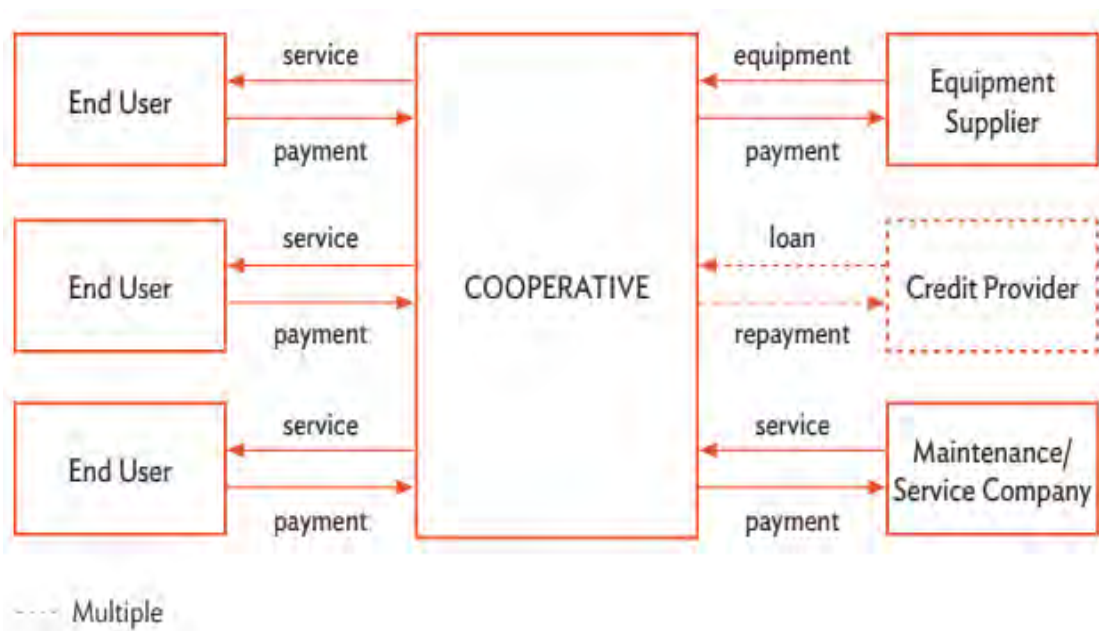 service
End User
payment
service
End User
payment
service
End User
payment
COOPERATIVE
equipment
Equipment
Supplier
payment
loan
Credit Provider
repayment
service
Maintenance/
Service Company
payment
Multiple